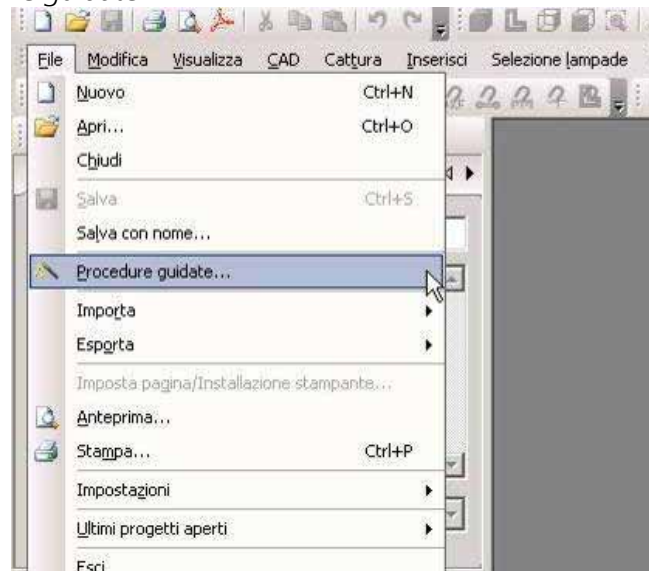 File Modifica Visualizza CAD Cattura Inserisci Selezione lampade
Nuovo Ctrl+N
Apri... Ctrl+O
Chiudi
Salva Ctrl+S
Salva con nome...
Procedure guidate...
Importa
Esporta
Imposta pagina/Installazione stampante...
Anteprima...
Stampa... Ctrl+P
Impostazioni
Ultimi progetti aperti
Esci